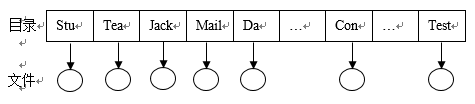 目录 Stu Tea Jack Mail Da … Con … Test
文件